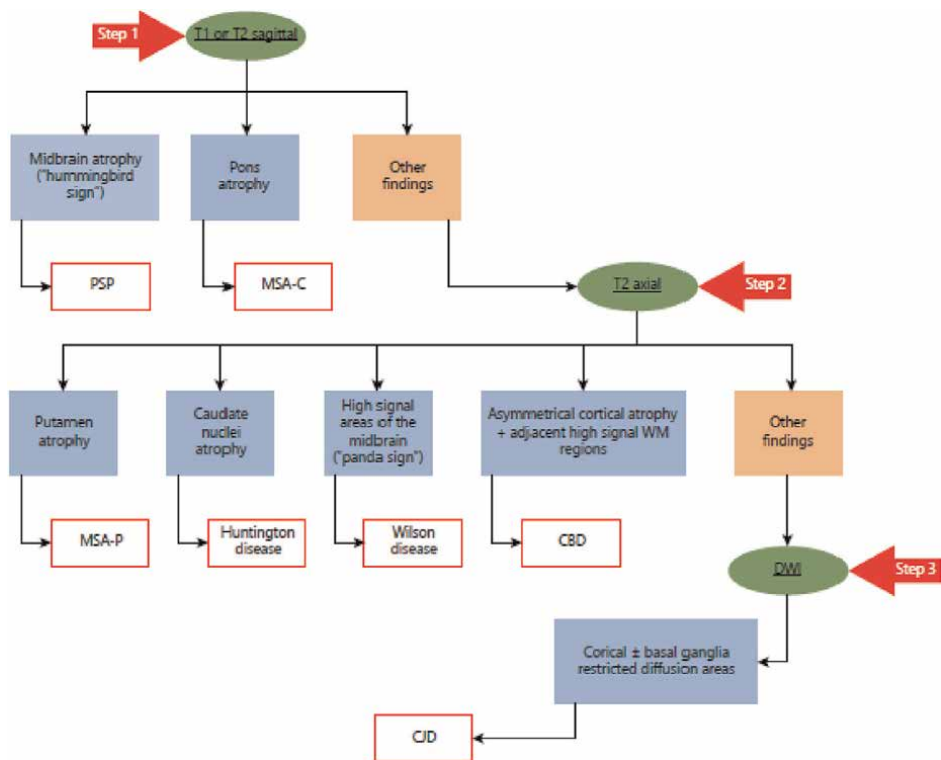 Step 1
T1 or T2 sagittal
Midbrain atrophy
("hummingbird
sign")
Pons
atrophy
Other
findings
PSP
MSA-C
T2 axial
Step 2
Putamen
atrophy
Caudate
nuclei
atrophy
High signal
areas of the
midbrain
("panda sign")
Asymmetrical cortical atrophy
+ adjacent high signal WM
regions
Other
findings
MSA-P
Huntington
disease
Wilson
disease
CBD
DWI
Step 3
Corical ± basal ganglia
restricted diffusion areas
CJD